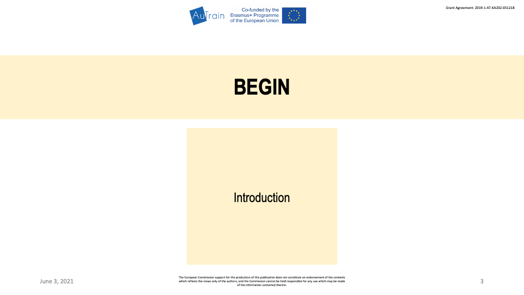 AuTrain
Co-funded by the
Erasmus+ Programme
of the European Union
Grant Agreement: 2019-1-AT-KA202-051218
BEGIN
Introduction
June 3, 2021
The European Commission support for the production of this publication does not constitute an endorsement of the contents
which reflects the views only of the authors, and the Commission cannot be held responsible for any use which may be made
of the information contained therein.
3